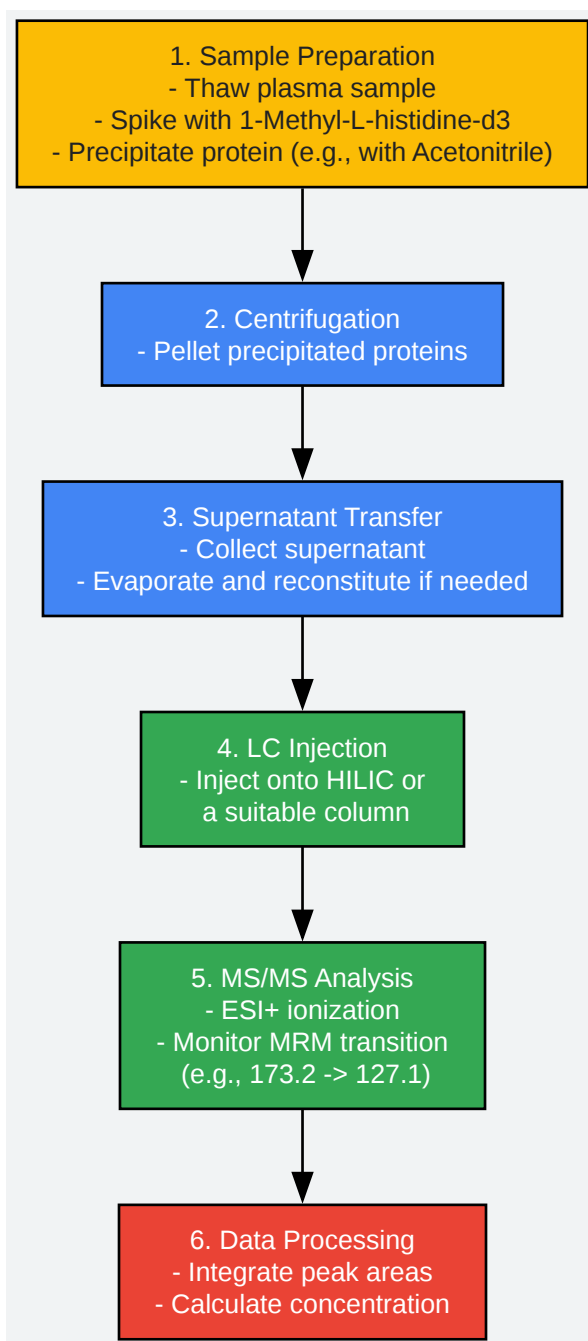 1. Sample Preparation
- Thaw plasma sample
- Spike with 1-Methyl-L-histidine-d3
- Precipitate protein (e.g., with Acetonitrile)
2. Centrifugation
- Pellet precipitated proteins
3. Supernatant Transfer
- Collect supernatant
- Evaporate and reconstitute if needed
4. LC Injection
- Inject onto HILIC or
a suitable column
5. MS/MS Analysis
- ESI+ ionization
- Monitor MRM transition
(e.g., 173.2 -> 127.1)
6. Data Processing
- Integrate peak areas
- Calculate concentration